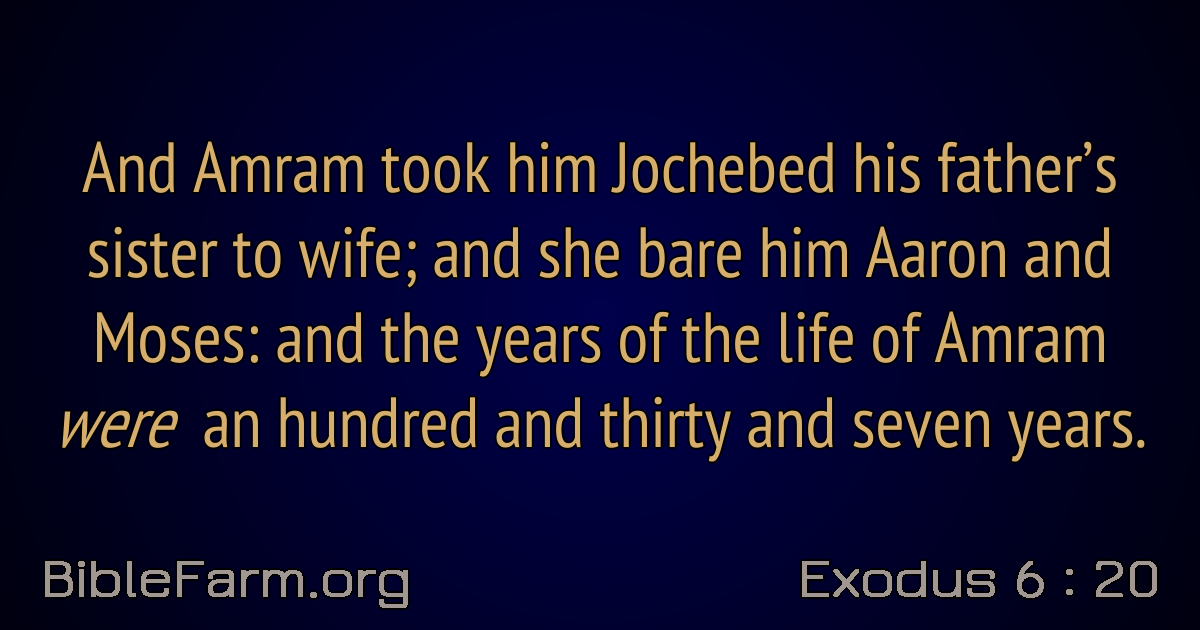 And Amram took him Jochebed his father’s
sister to wife; and she bare him Aaron and
Moses: and the years of the life of Amram
were an hundred and thirty and seven years.
BibleFarm.org
Exodus 6 : 20